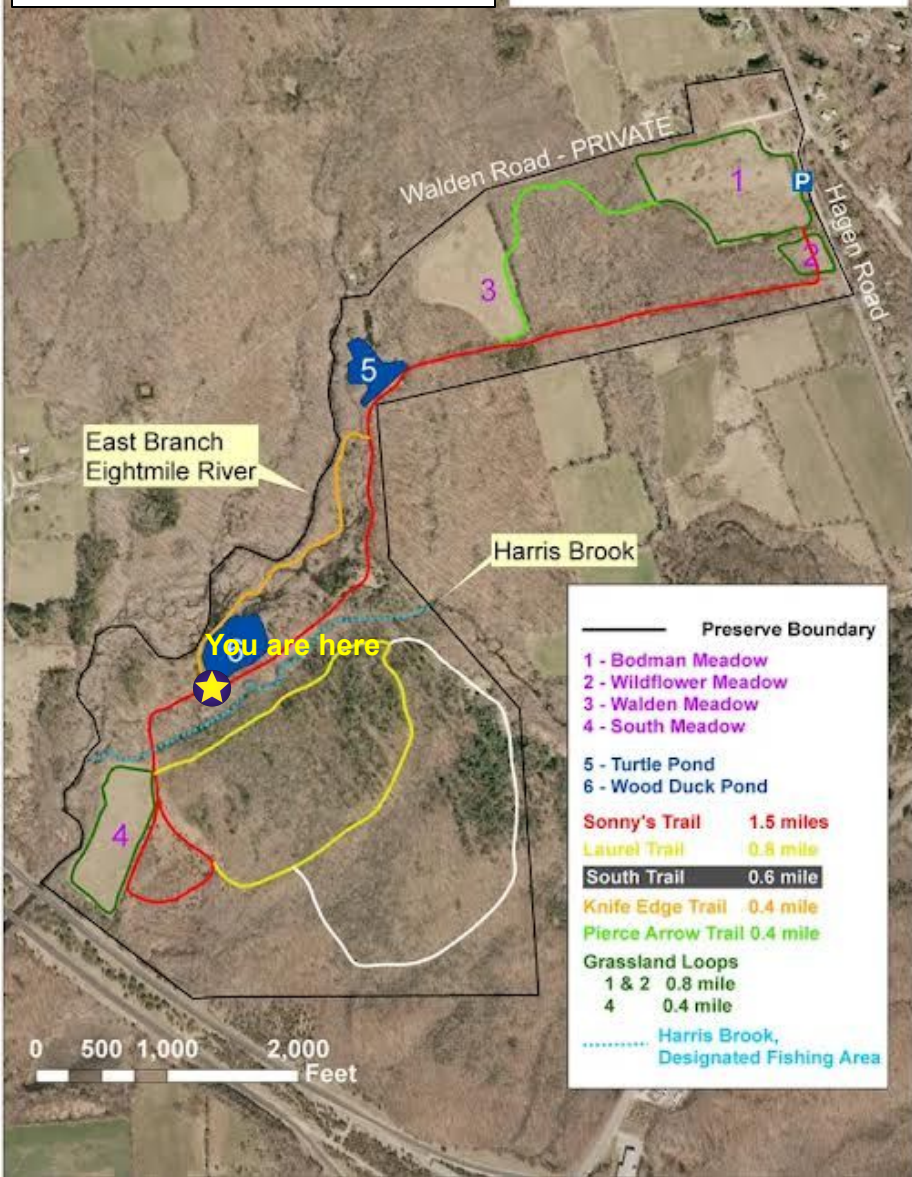 Walden Road - PRIVATE
1
P
Hagen Road
2
3
5
East Branch
Eightmile River
Harris Brook
You are here
6
4
Preserve Boundary
1 - Bodman Meadow
2 - Wildflower Meadow
3 - Walden Meadow
4 - South Meadow
5 - Turtle Pond
6 - Wood Duck Pond
Sonny's Trail 1.5 miles
Laurel Trail 0.8 mile
South Trail 0.6 mile
Knife Edge Trail 0.4 mile
Pierce Arrow Trail 0.4 mile
Grassland Loops
1 & 2 0.8 mile
4 0.4 mile
Harris Brook,
Designated Fishing Area
0 500 1,000 2,000
Feet